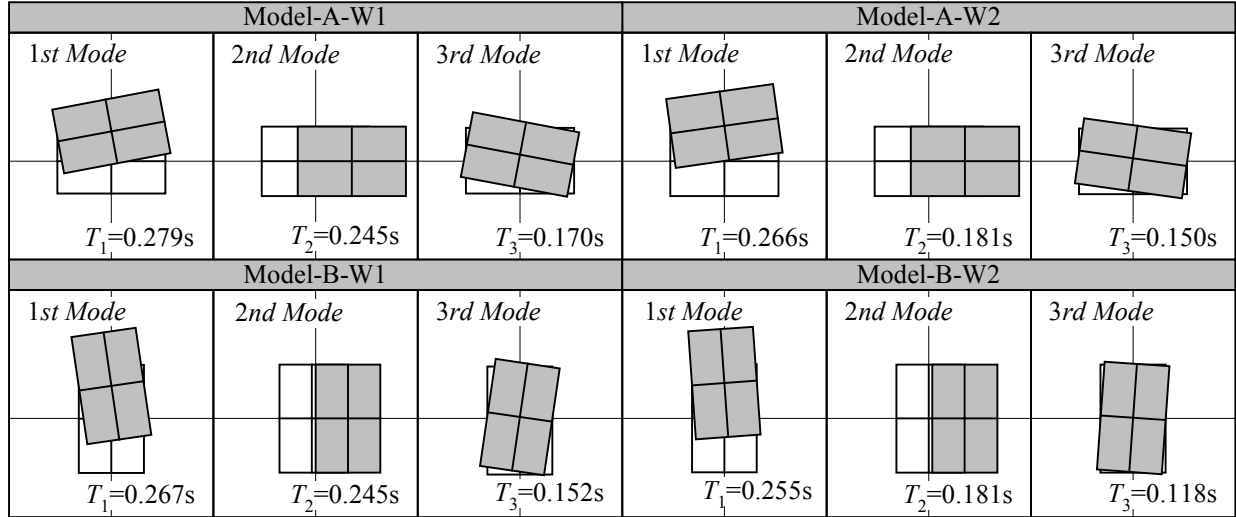 Model-A-W1
Model-A-W2
1st Mode
2nd Mode
3rd Mode
1st Mode
2nd Mode
3rd Mode
T1=0.279s
T2=0.245s
T3=0.170s
T1=0.266s
T2=0.181s
T3=0.150s
Model-B-W1
Model-B-W2
1st Mode
2nd Mode
3rd Mode
1st Mode
2nd Mode
3rd Mode
T1=0.267s
T2=0.245s
T3=0.152s
T1=0.255s
T2=0.181s
T3=0.118s